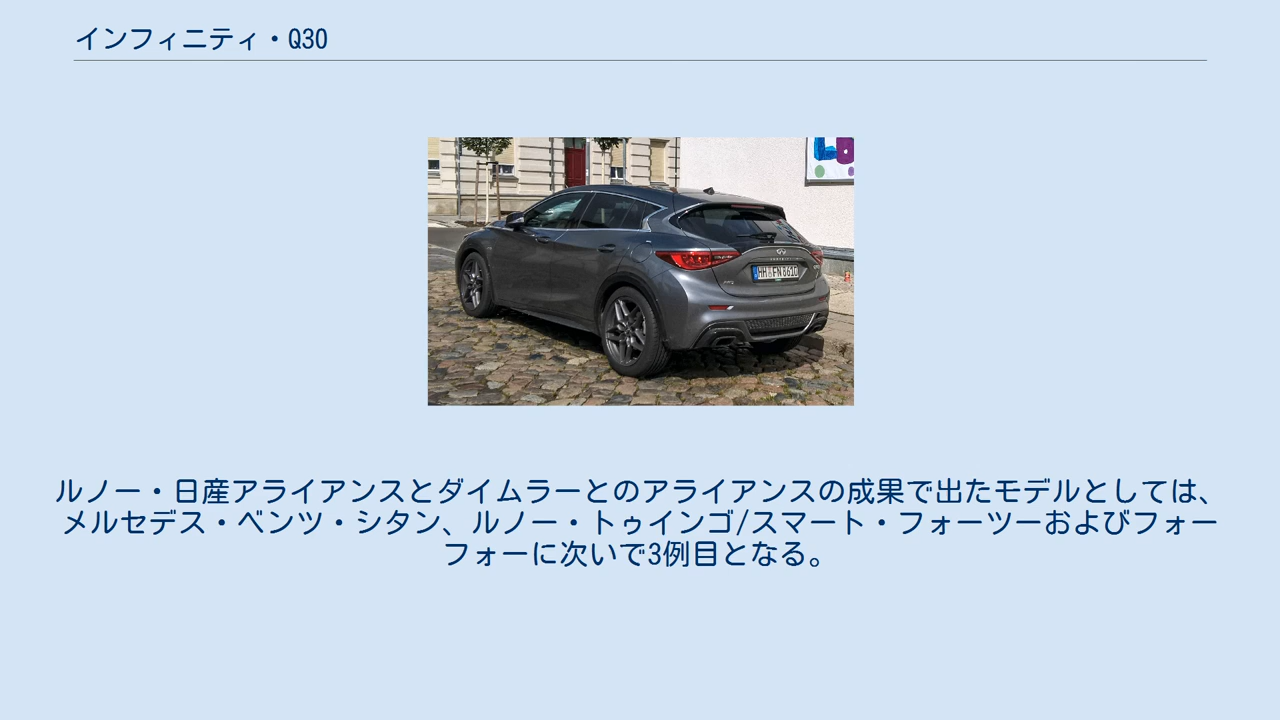 インフィニティ・Q30
ルノー・日産アライアンスとダイムラーとのアライアンスの成果で出たモデルとしては、
メルセデス・ベンツ・シタン、ルノー・トゥインゴ/スマート・フォーツーおよびフォー
フォーに次いで3例目となる。